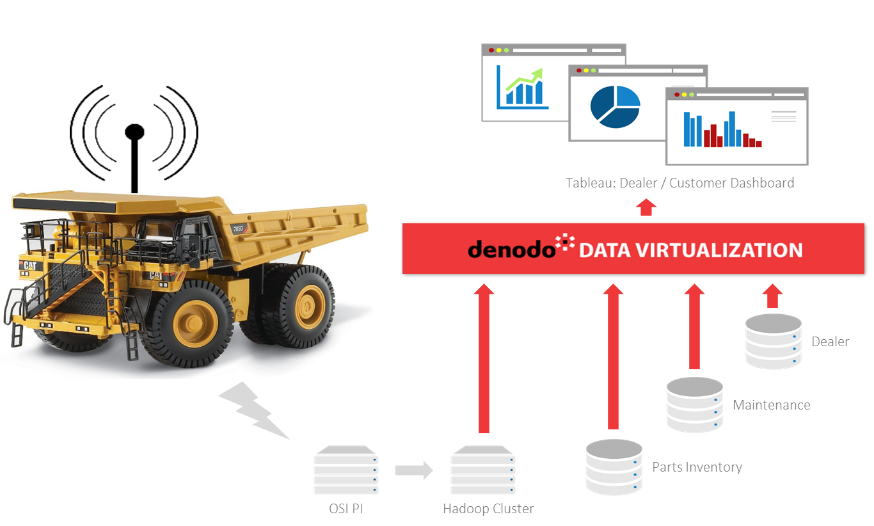 Tableau: Dealer / Customer Dashboard
denodo DATA VIRTUALIZATION
CAT
CAT
Dealer
Maintenance
Parts Inventory
OSI PI
Hadoop Cluster